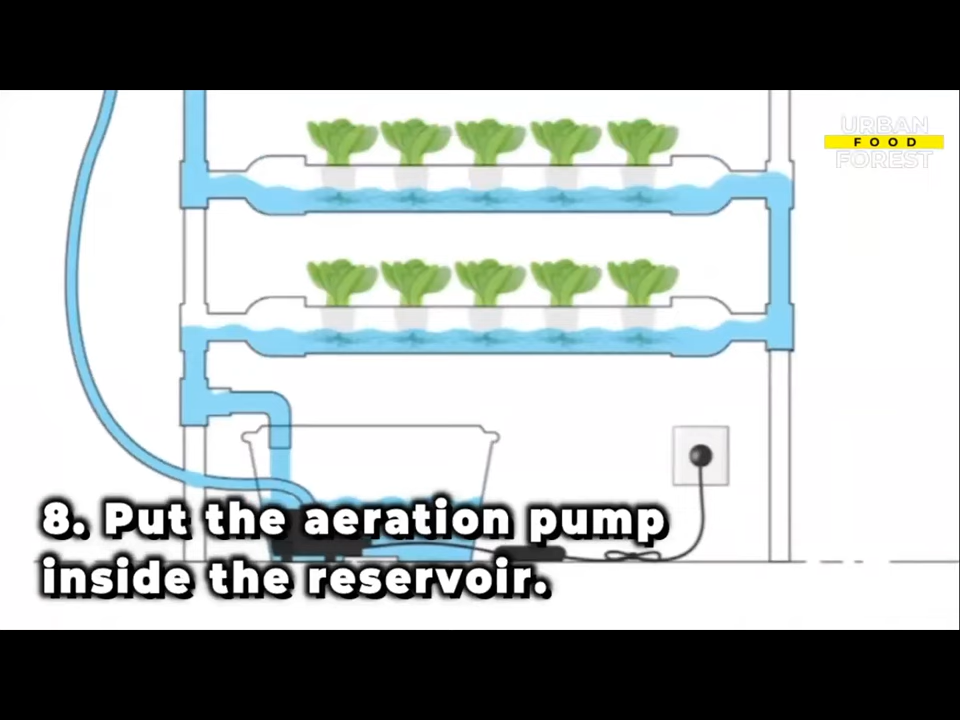 URBAN
FOOD
FOREST
8. Put the aeration pump
inside the reservoir.